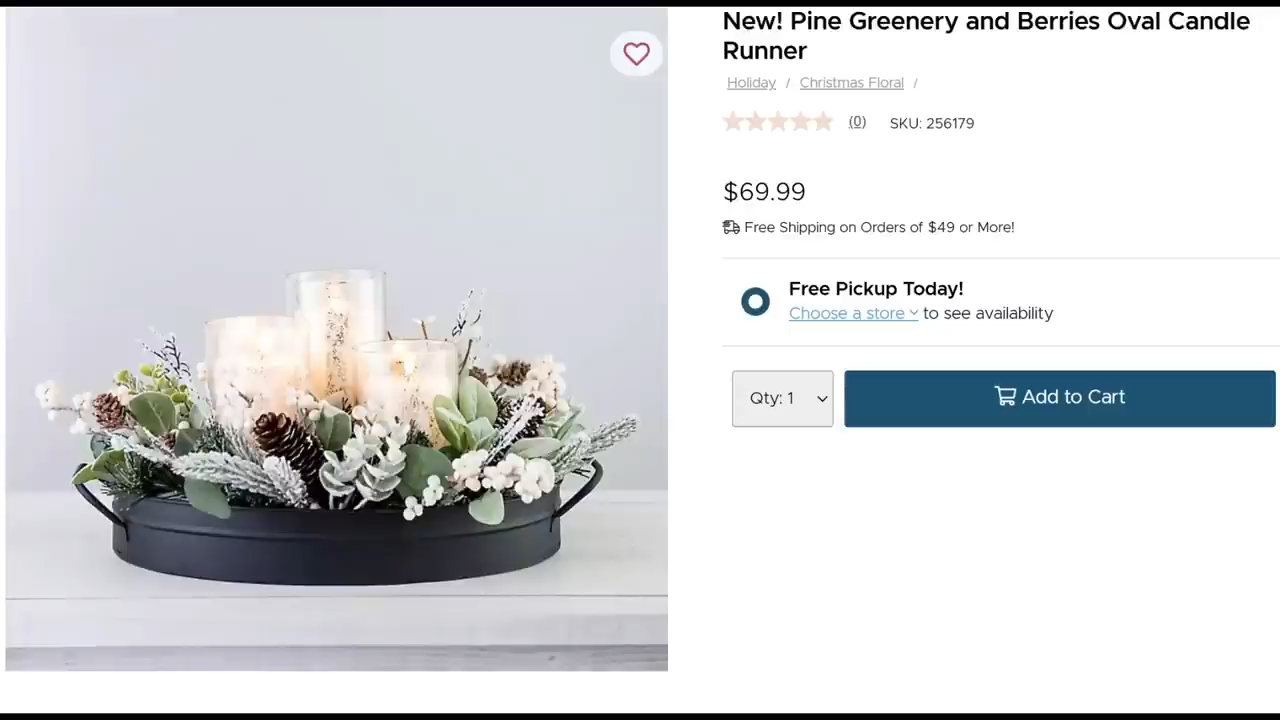 New! Pine Greenery and Berries Oval Candle
Runner
Holiday / Christmas Floral /
(0) SKU: 256179
$69.99
Free Shipping on Orders of $49 or More!
Free Pickup Today!
Choose a store to see availability
Qty: 1
Add to Cart